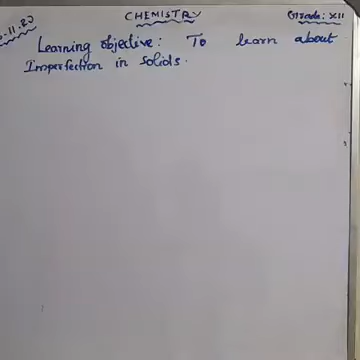 CHEMISTRY
Grade: XII
Learning objective: To learn about
Imperfection in solids.